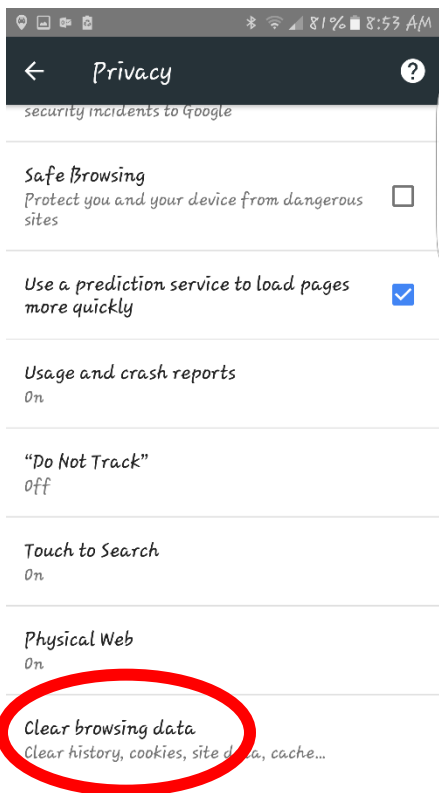 81% 8:53 AM
Privacy
security incidents to Google
Safe Browsing
Protect you and your device from dangerous
sites
Use a prediction service to load pages
more quickly
Usage and crash reports
On
“Do Not Track”
Off
Touch to Search
On
Physical Web
On
Clear browsing data
Clear history, cookies, site data, cache...